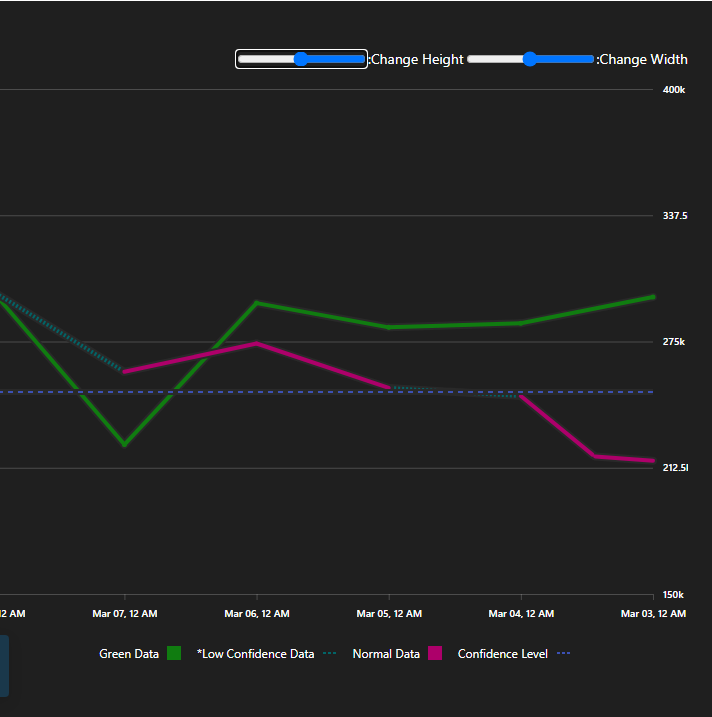 :Change Height :Change Width
400k
337.5
275k
212.5l
150k
12 AM Mar 07, 12 AM Mar 06, 12 AM Mar 05, 12 AM Mar 04, 12 AM Mar 03, 12 AM
Green Data *Low Confidence Data Normal Data Confidence Level